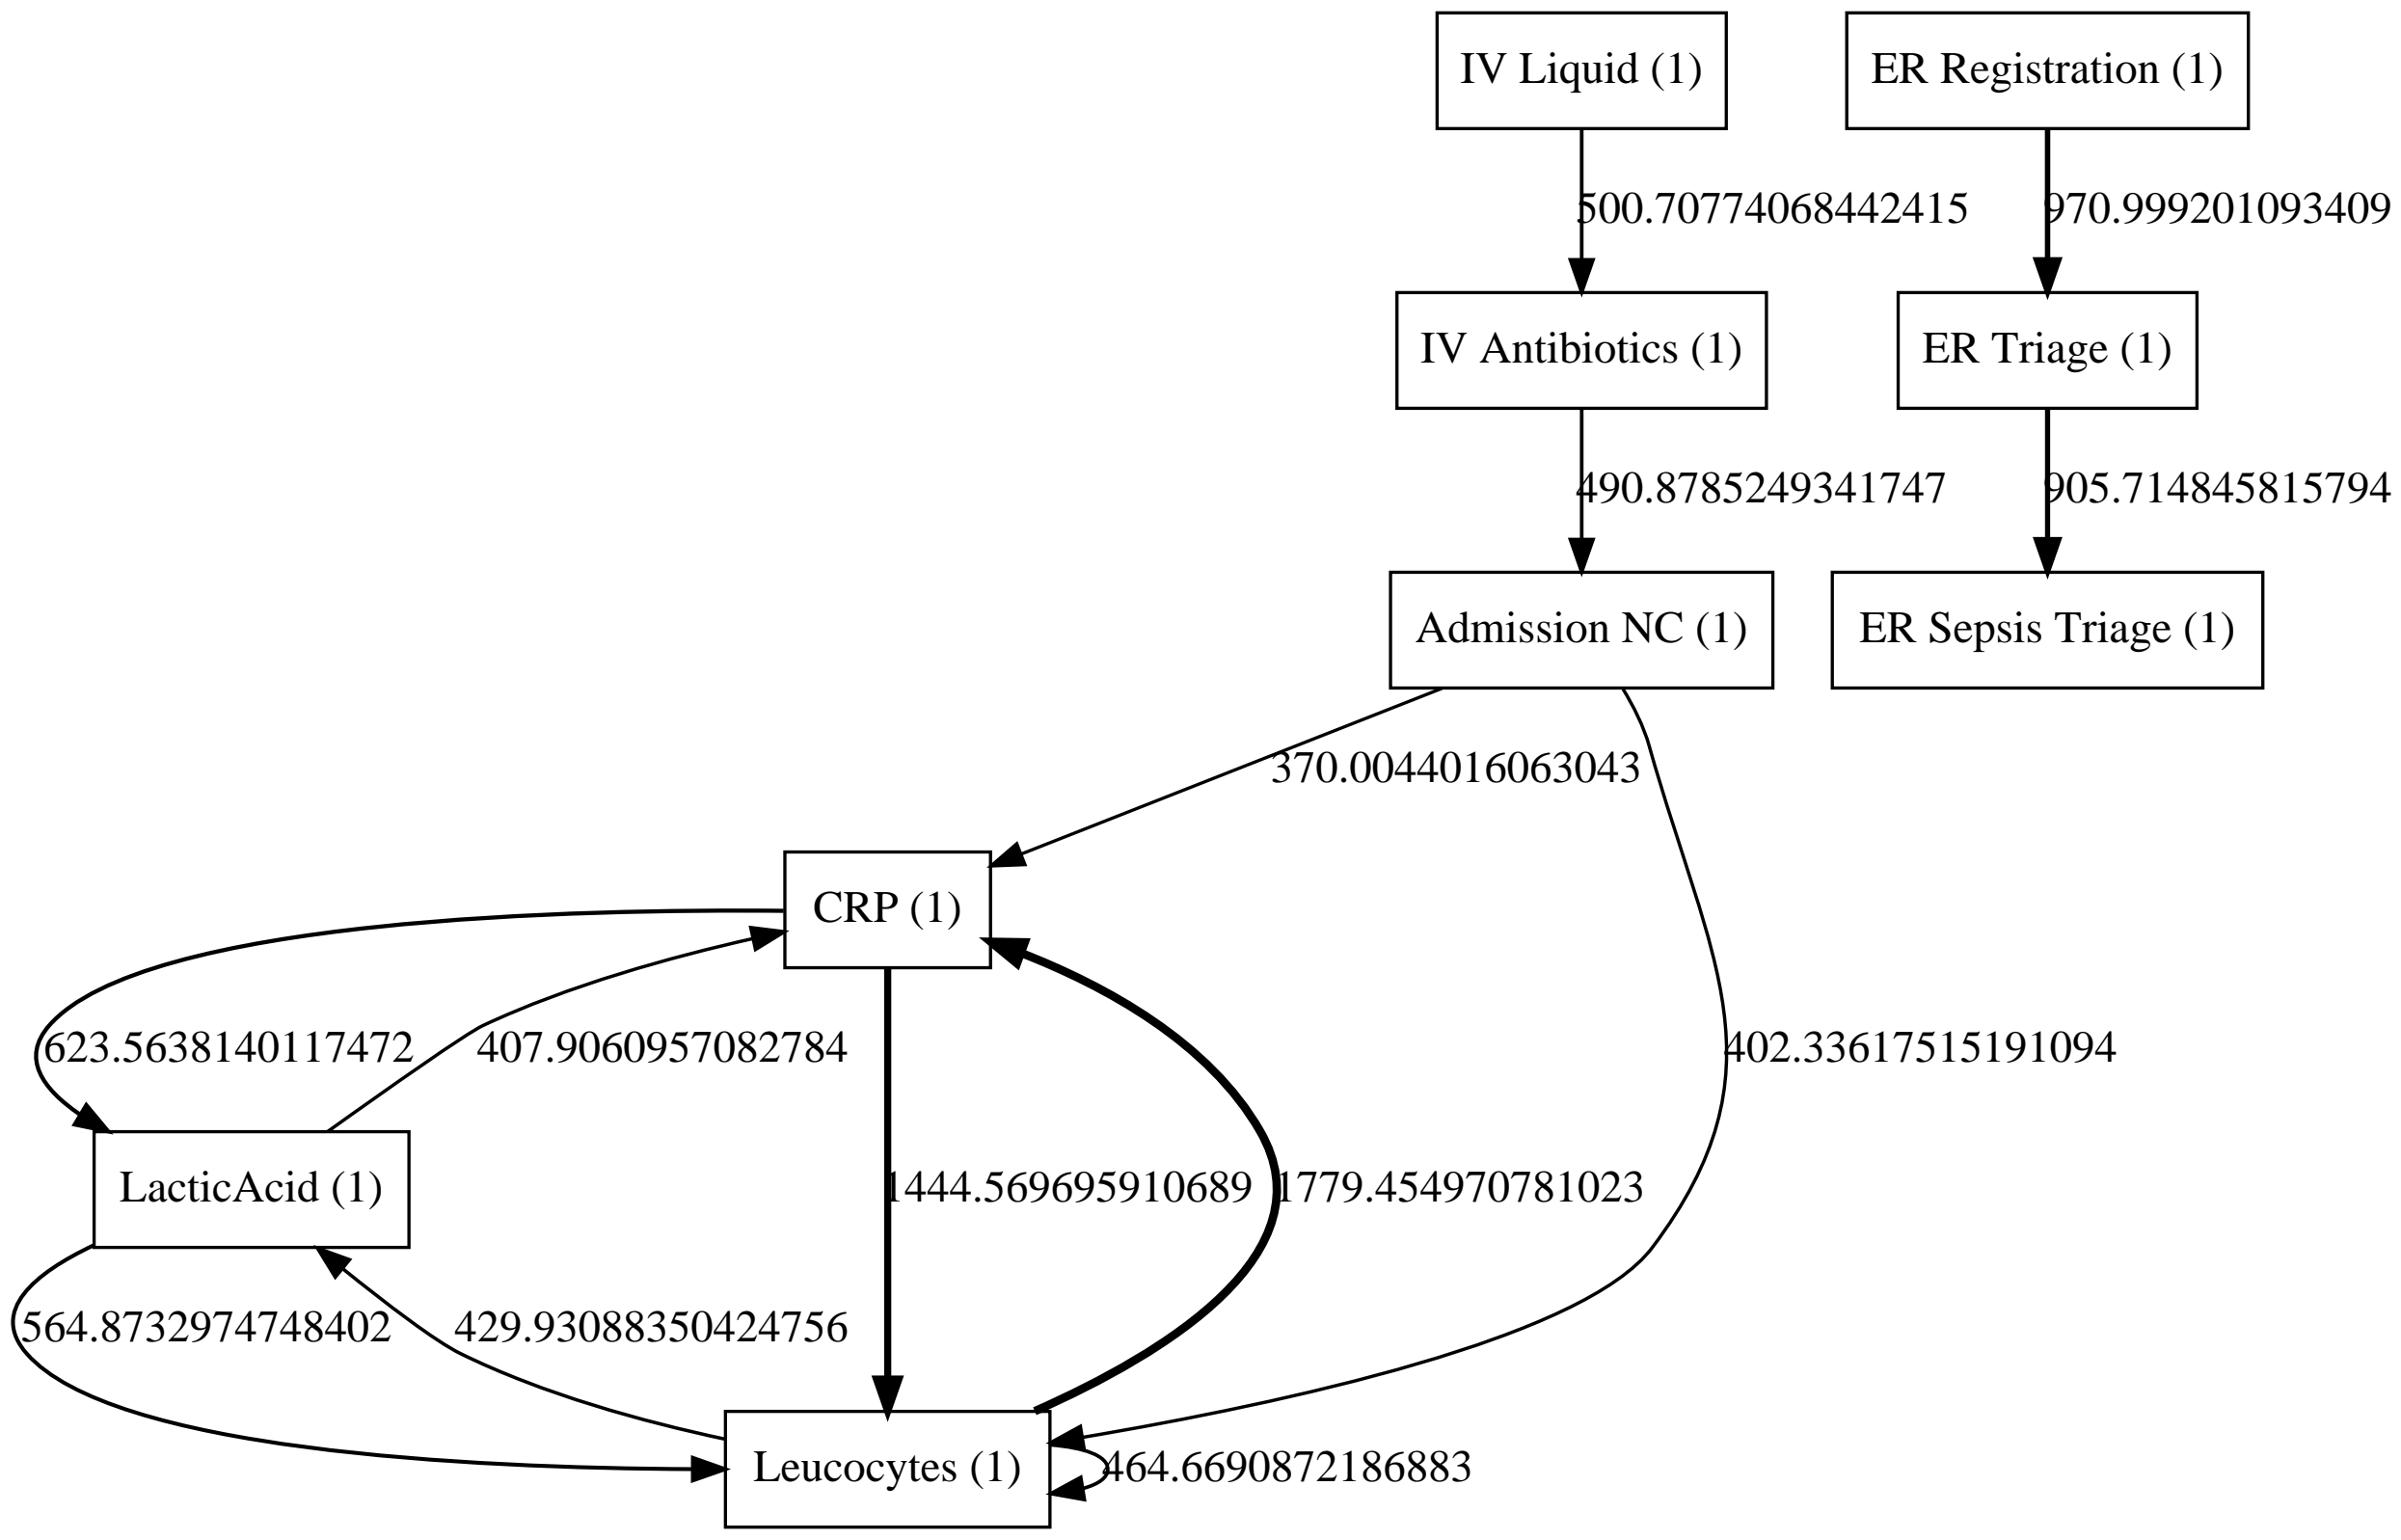 IV Liquid (1)
ER Registration (1)
500.70774068442415
970.999201093409
IV Antibiotics (1)
ER Triage (1)
490.8785249341747
905.714845815794
Admission NC (1)
ER Sepsis Triage (1)
370.0044016063043
CRP (1)
623.5638140117472
407.9060957082784
402.33617515191094
LacticAcid (1)
1444.569695910689
1779.454970781023
564.8732974748402
429.93088350424756
Leucocytes (1)
464.6690872186883